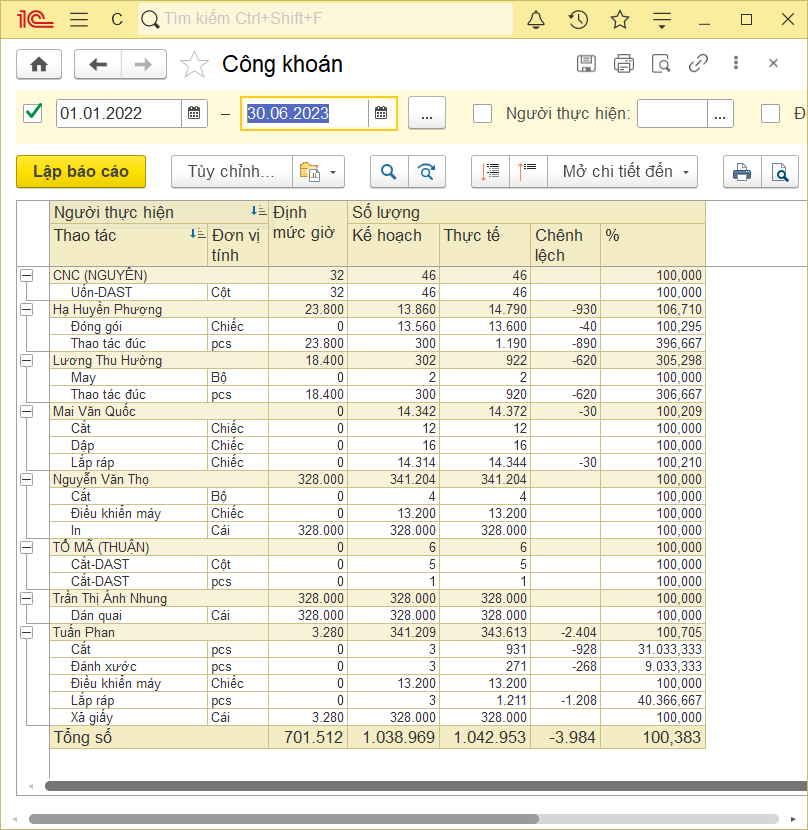 1C C Tìm kiếm Ctrl+Shift+F
Công khoán
01.01.2022 – 30.06.2023 ... Người thực hiện: ...
Lập báo cáo Tùy chỉnh... Mở chi tiết đến
Người thực hiện Định mức giờ Số lượng
Thao tác Đơn vị tính Kế hoạch Thực tế Chênh lệch %
CNC (NGUYÊN) 32 46 46 100,000
Uốn-DAST Cột 32 46 46 100,000
Hạ Huyền Phượng 23.800 13.860 14.790 -930 106,710
Đóng gói Chiếc 0 13.560 13.600 -40 100,295
Thao tác đúc pcs 23.800 300 1.190 -890 396,667
Lương Thu Hường 18.400 302 922 -620 305,298
May Bộ 0 2 2 100,000
Thao tác đúc pcs 18.400 300 920 -620 306,667
Mai Văn Quốc 0 14.342 14.372 -30 100,209
Cắt Chiếc 0 12 12 100,000
Dập Chiếc 0 16 16 100,000
Lắp ráp Chiếc 0 14.314 14.344 -30 100,210
Nguyễn Văn Thọ 328.000 341.204 341.204 100,000
Cắt Bộ 0 4 4 100,000
Điều khiển máy Chiếc 0 13.200 13.200 100,000
In Cái 328.000 328.000 328.000 100,000
TỔ MÃ (THUẬN) 0 6 6 100,000
Cắt-DAST Cột 0 5 5 100,000
Cắt-DAST pcs 0 1 1 100,000
Trần Thị Ánh Nhung 328.000 328.000 328.000 100,000
Dán quai Cái 328.000 328.000 328.000 100,000
Tuấn Phan 3.280 341.209 343.613 -2.404 100,705
Cắt pcs 0 3 931 -928 31.033,333
Đánh xước pcs 0 3 271 -268 9.033,333
Điều khiển máy Chiếc 0 13.200 13.200 100,000
Lắp ráp pcs 0 3 1.211 -1.208 40.366,667
Xả giấy Cái 3.280 328.000 328.000 100,000
Tổng số 701.512 1.038.969 1.042.953 -3.984 100,383